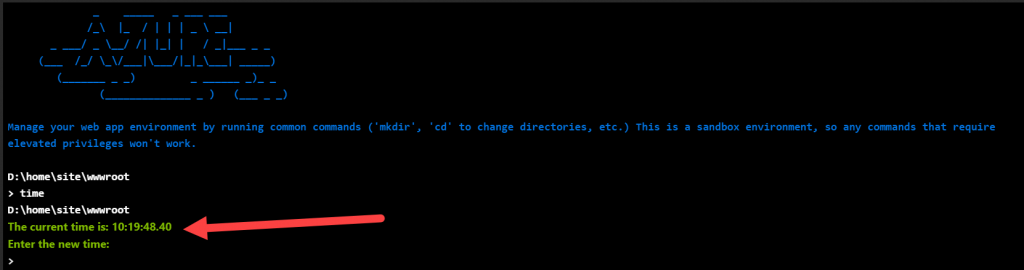 AZURE
Manage your web app environment by running common commands ('mkdir', 'cd' to change directories, etc.) This is a sandbox environment, so any commands that require
elevated privileges won't work.
D:\home\site\wwwroot
> time
D:\home\site\wwwroot
The current time is: 10:19:48.40
Enter the new time:
>